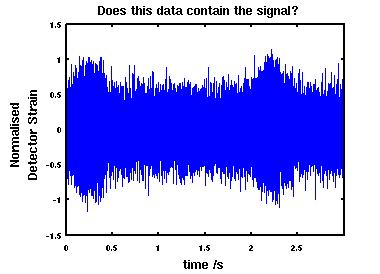 Does this data contain the signal?
1.5
1
0.5
0
-0.5
-1
-1.5
Normalised
Detector Strain
0 0.5 1 1.5 2 2.5
time /s